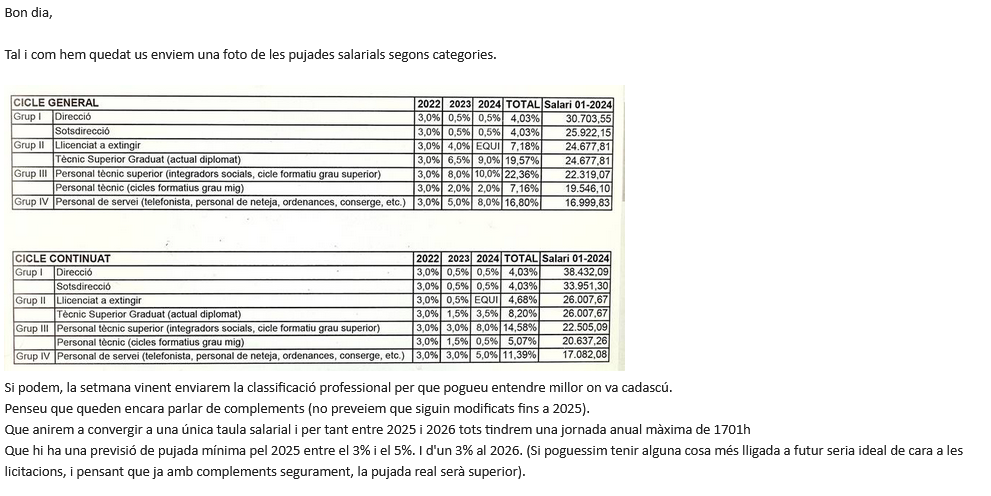 Bon dia,
Tal i com hem quedat us enviem una foto de les pujades salarials segons categories.
CICLE GENERAL 2022 2023 2024 TOTAL Salari 01-2024
Grup I Direcció 3,0% 0,5% 0,5% 4,03% 30.703,55
Sotsdirecció 3,0% 0,5% 0,5% 4,03% 25.922,15
Grup II Llicenciat a extingir 3,0% 4,0% EQUI 7,18% 24.677,81
Tècnic Superior Graduat (actual diplomat) 3,0% 6,5% 9,0% 19,57% 24.677,81
Grup III Personal tècnic superior (integradors socials, cicle formatiu grau superior) 3,0% 8,0% 10,0% 22,36% 22.319,07
Personal tècnic (cicles formatius grau mig) 3,0% 2,0% 2,0% 7,16% 19.546,10
Grup IV Personal de servei (telefonista, personal de neteja, ordenances, conserge, etc.) 3,0% 5,0% 8,0% 16,80% 16.999,83
CICLE CONTINUAT 2022 2023 2024 TOTAL Salari 01-2024
Grup I Direcció 3,0% 0,5% 0,5% 4,03% 38.432,09
Sotsdirecció 3,0% 0,5% 0,5% 4,03% 33.951,30
Grup II Llicenciat a extingir 3,0% 0,5% EQUI 4,68% 26.007,67
Tècnic Superior Graduat (actual diplomat) 3,0% 1,5% 3,5% 8,20% 26.007,67
Grup III Personal tècnic superior (integradors socials, cicle formatiu grau superior) 3,0% 3,0% 8,0% 14,58% 22.505,09
Personal tècnic (cicles formatius grau mig) 3,0% 1,5% 0,5% 5,07% 20.637,26
Grup IV Personal de servei (telefonista, personal de neteja, ordenances, conserge, etc.) 3,0% 3,0% 5,0% 11,39% 17.082,08
Si podem, la setmana vinent enviarem la classificació professional per que pogueu entendre millor on va cadascú.
Penseu que queden encara parlar de complements (no preveiem que siguin modificats fins a 2025).
Que anirem a convergir a una única taula salarial i per tant entre 2025 i 2026 tots tindrem una jornada anual màxima de 1701h
Que hi ha una previsió de pujada mínima pel 2025 entre el 3% i el 5%. I d'un 3% al 2026. (Si poguessim tenir alguna cosa més lligada a futur seria ideal de cara a les
licitacions, i pensant que ja amb complements segurament, la pujada real serà superior).